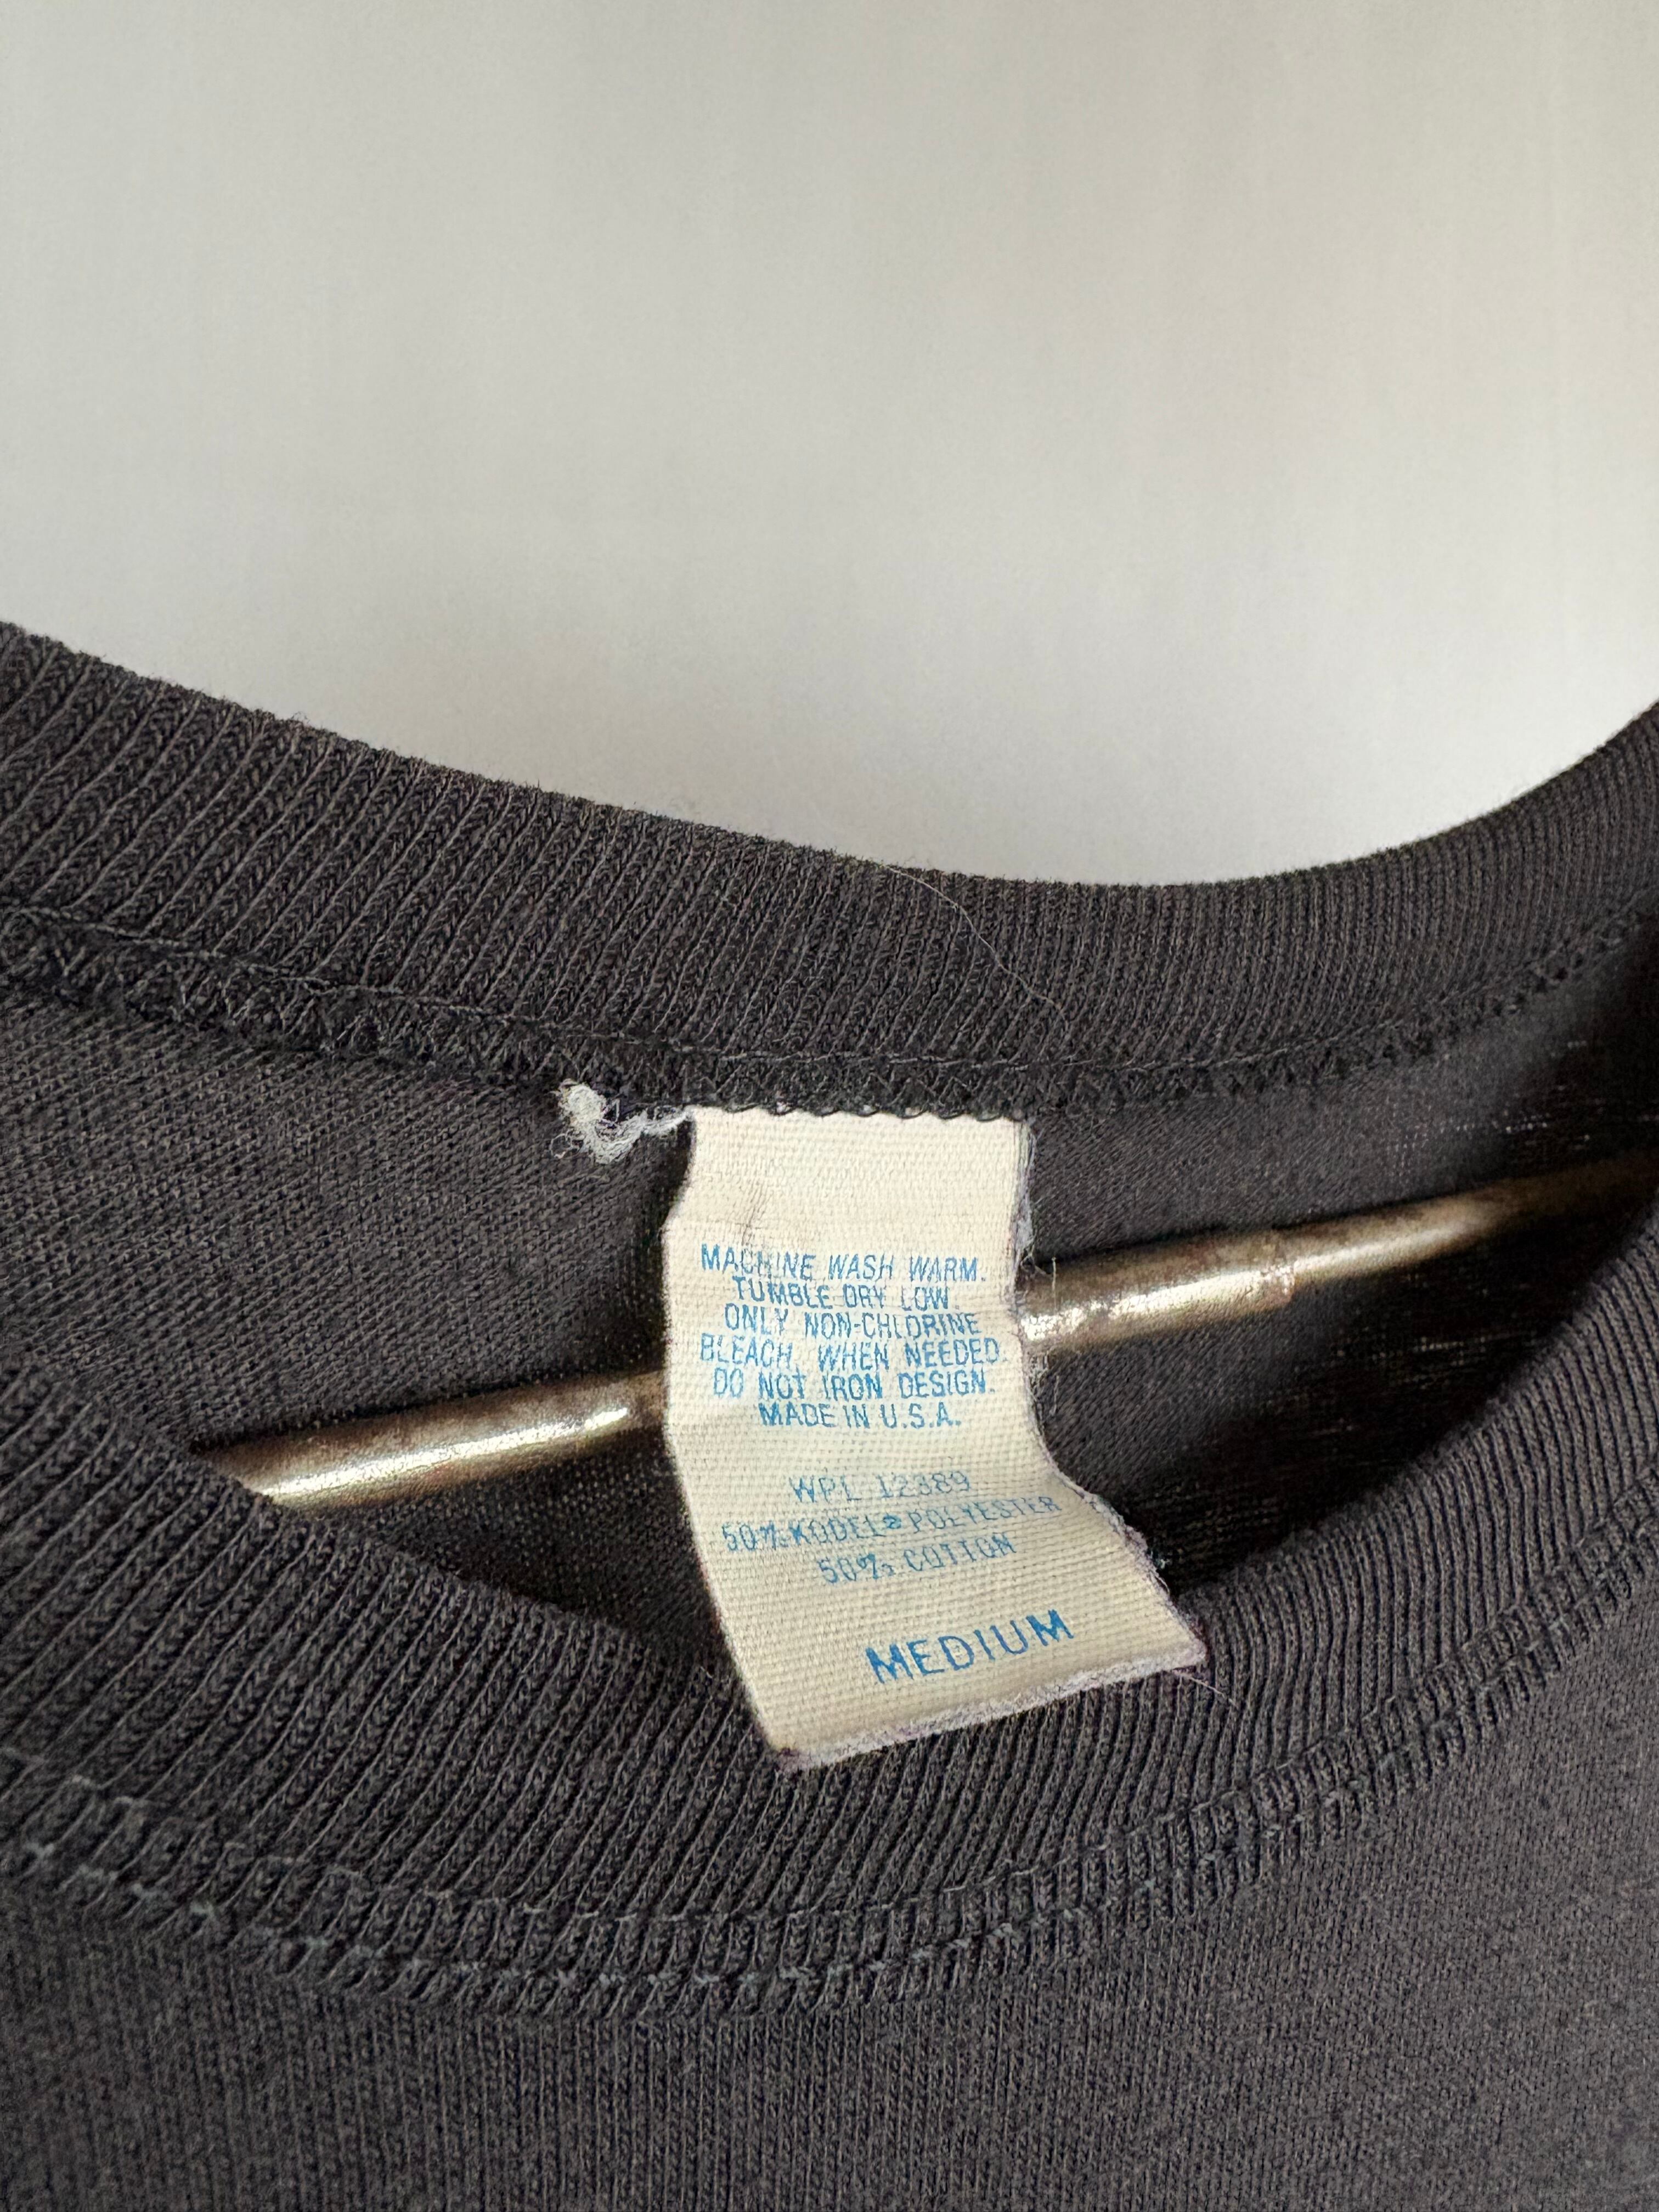 MACHINE WASH WARM.
TUMBLE DRY LOW.
ONLY NON-CHLORINE
BLEACH, WHEN NEEDED.
DO NOT IRON DESIGN.
MADE IN U.S.A.
WPL 12389
50% KODEL® POLYESTER
50% COTTON
MEDIUM